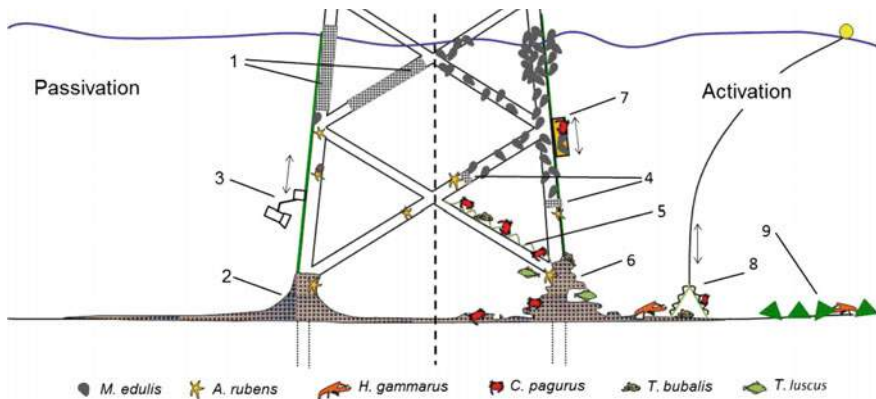 1
7
Passivation
Activation
3
4
5
9
2
6
8
M. edulis
A. rubens
H. gammarus
C. pagurus
T. bubalis
T. luscus